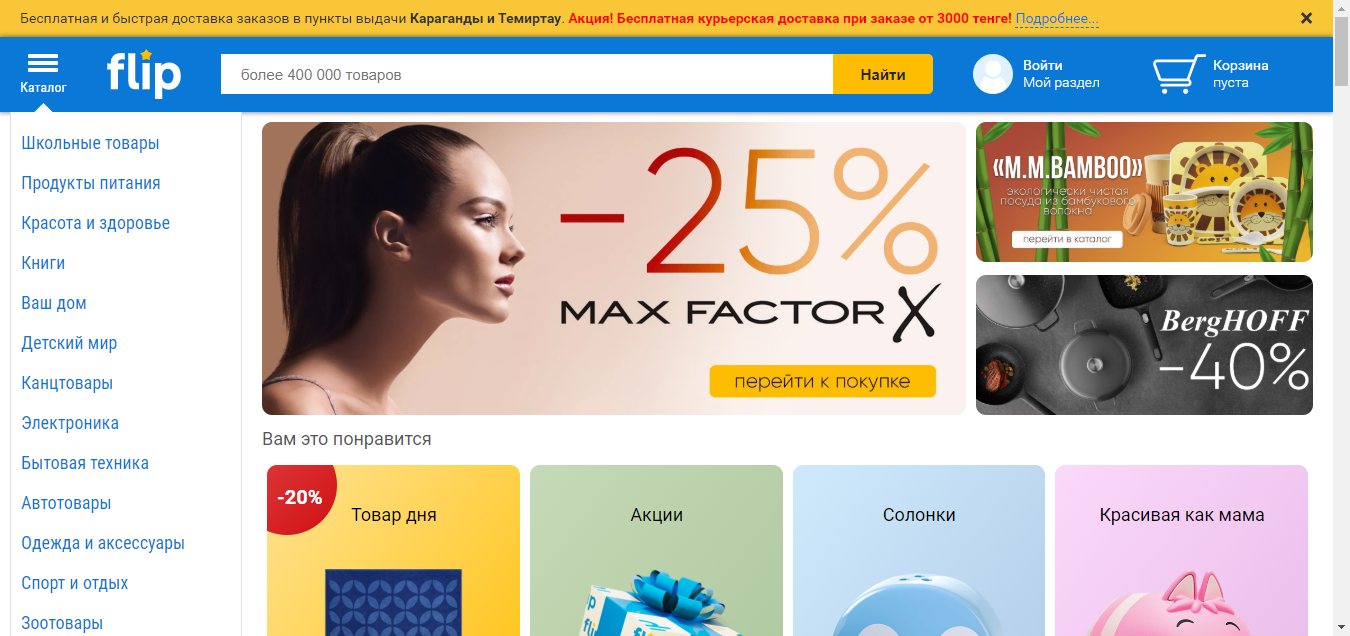 Бесплатная и быстрая доставка заказов в пункты выдачи Караганды и Темиртау. Акция! Бесплатная курьерская доставка при заказе от 3000 тенге! Подробнее...
Каталог
flip
более 400 000 товаров
Найти
Войти
Мой раздел
Корзина
пуста
Школьные товары
Продукты питания
Красота и здоровье
Книги
Ваш дом
Детский мир
Канцтовары
Электроника
Бытовая техника
Автотовары
Одежда и аксессуары
Спорт и отдых
Зоотовары
-25%
MAX FACTOR X
перейти к покупке
«M.M.BAMBOO»
экологически чистая
посуда из бамбукового
волокна
перейти в каталог
BergHOFF
-40%
Вам это понравится
-20%
Товар дня
Акции
Солонки
Красивая как мама